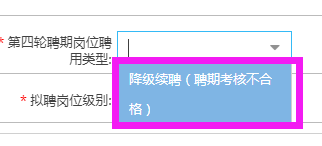 * 第四轮聘期岗位聘
用类型:
降级续聘（聘期考核不合
格）
* 拟聘岗位级别: